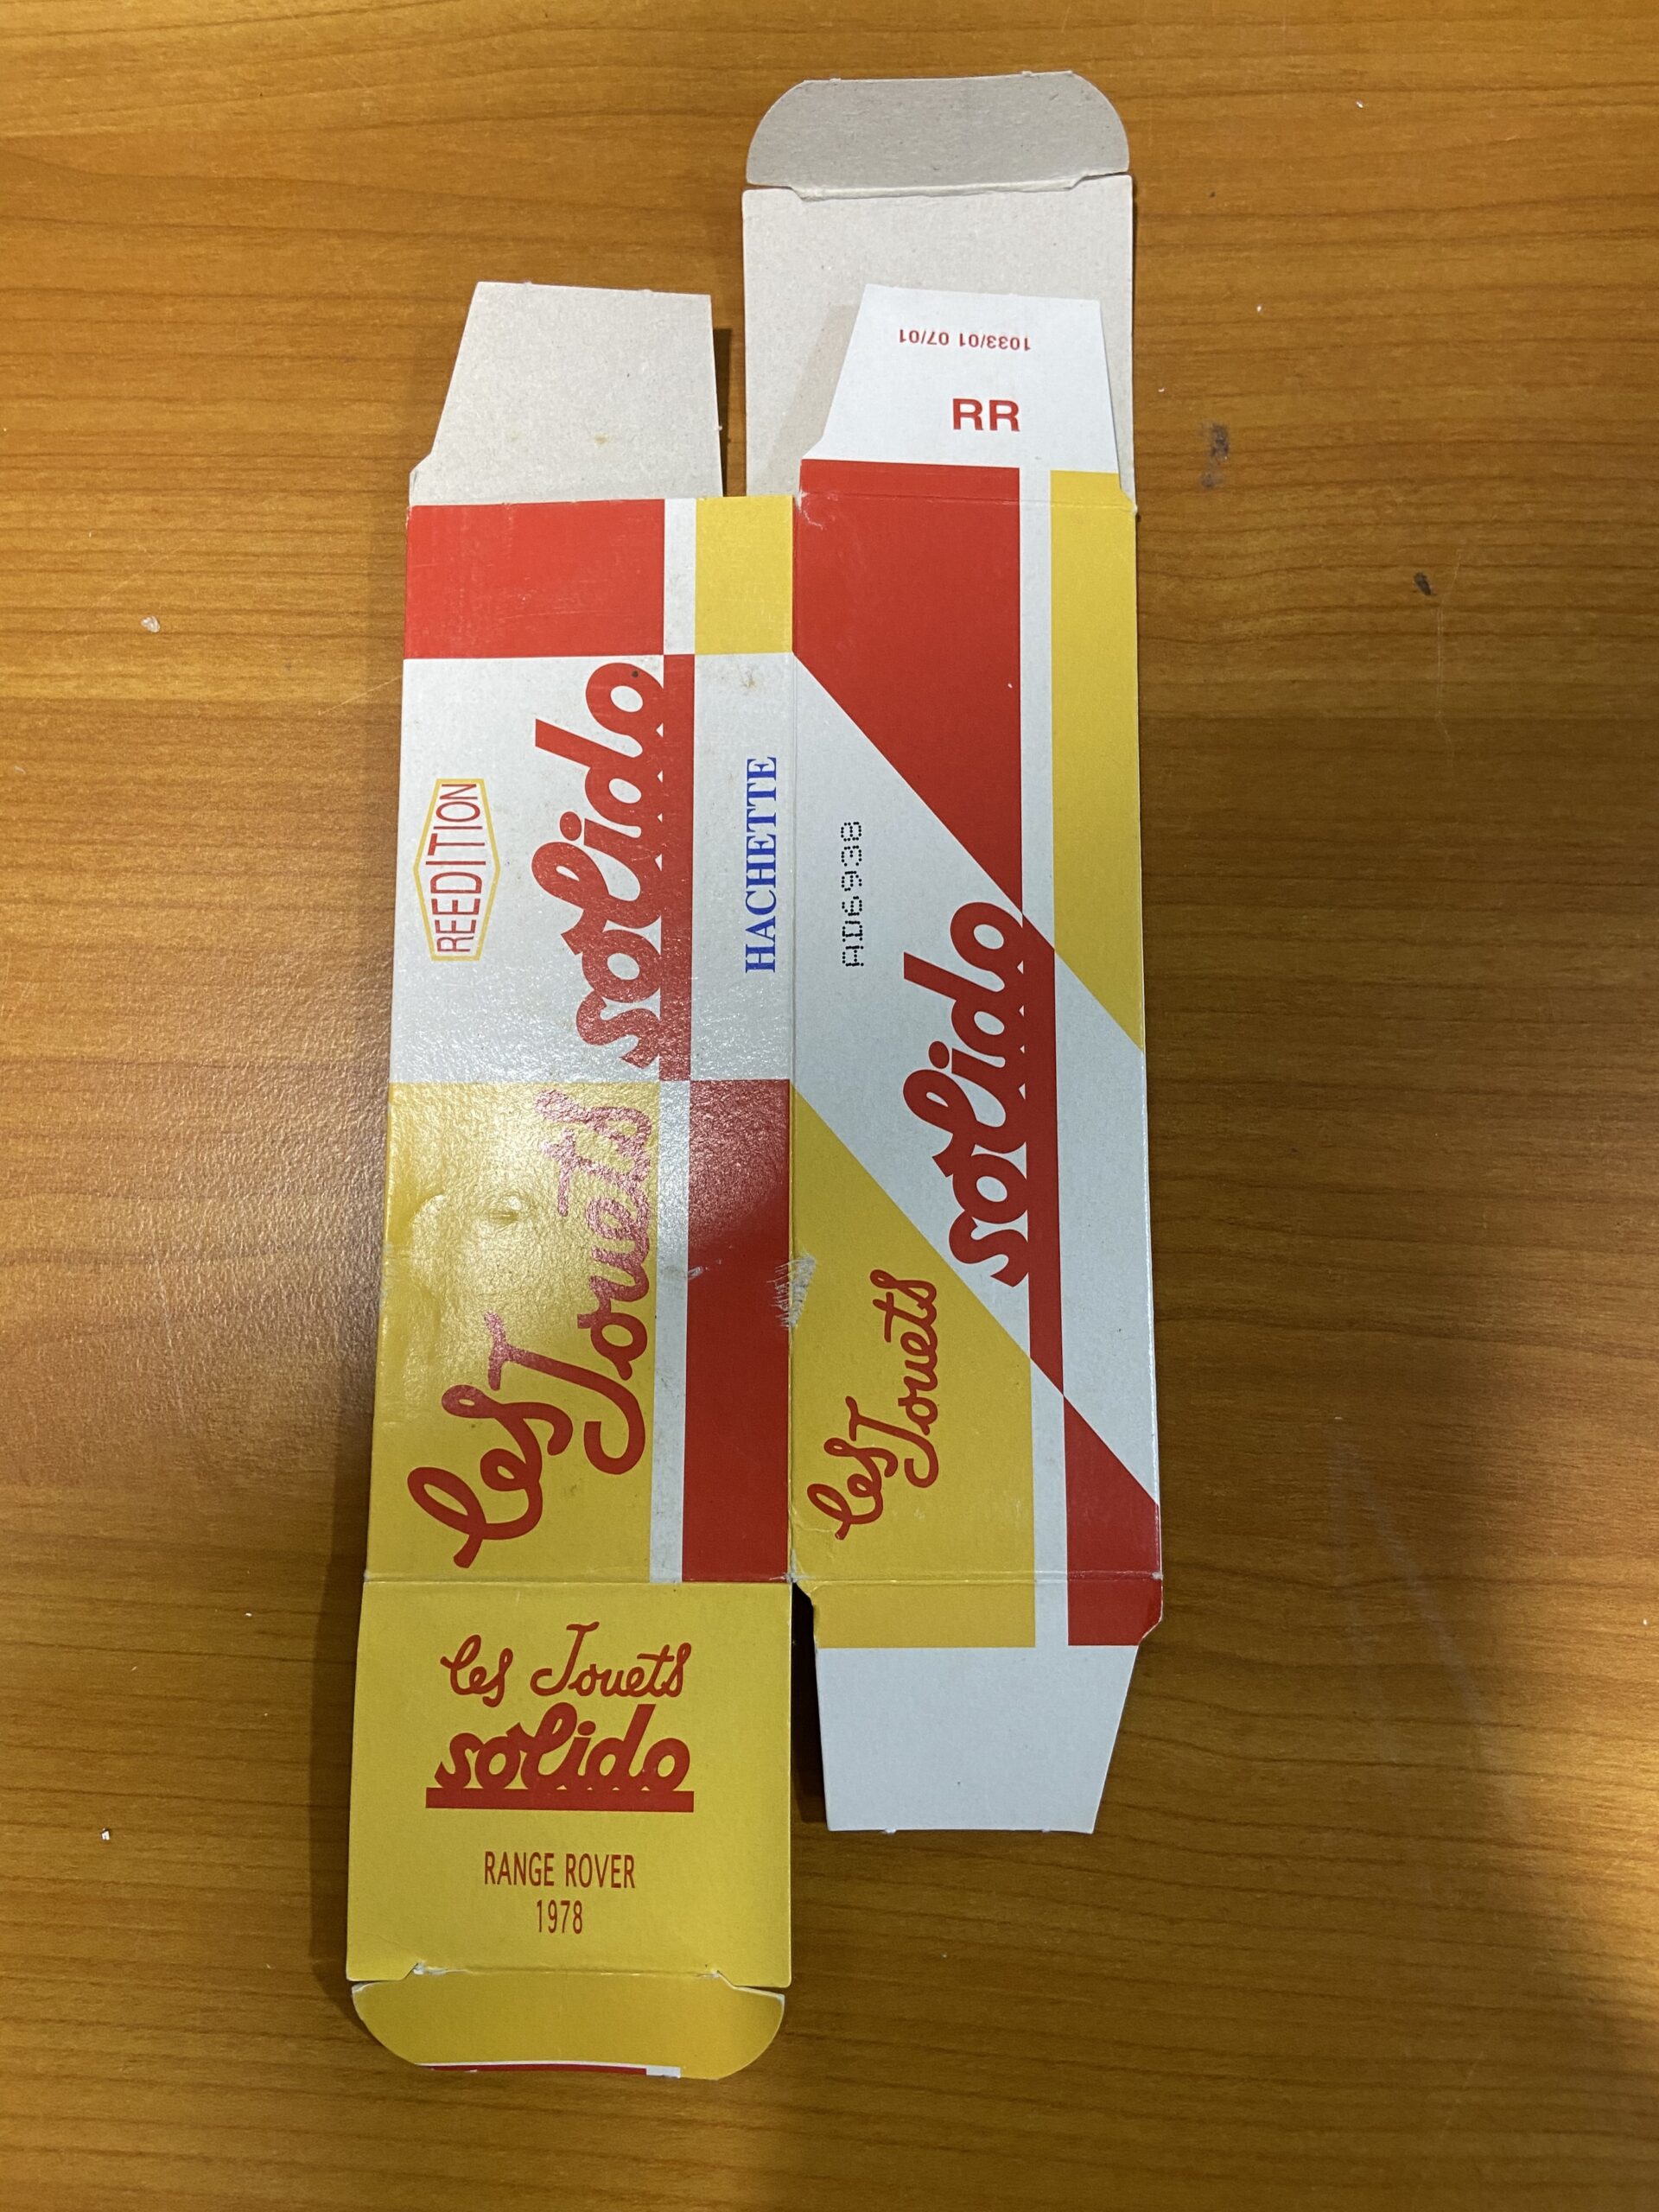 1033/01 07/01
RR
REEDITION
les Jouets
solido
HACHETTE
AD6938
les Jouets
solido
les Jouets
solido
RANGE ROVER
1978